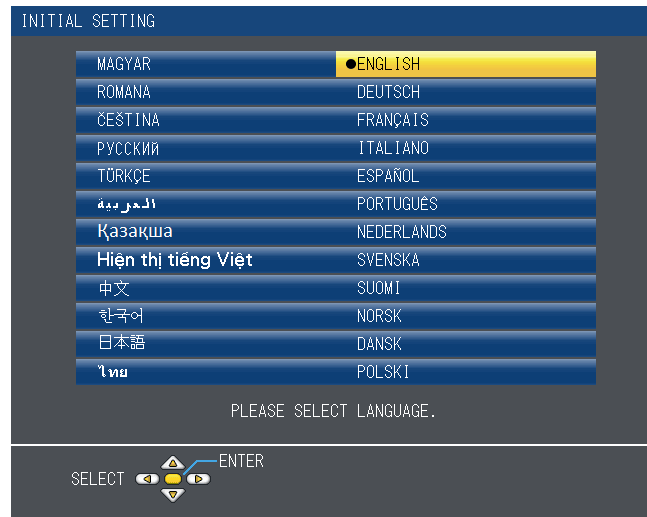 INITIAL SETTING
MAGYAR ●ENGLISH
ROMÂNA DEUTSCH
ČEŠTINA FRANÇAIS
РУССКИЙ ITALIANO
TÜRKÇE ESPAÑOL
العربية PORTUGUÊS
Қазақша NEDERLANDS
Hiện thị tiếng Việt SVENSKA
中文 SUOMI
한국어 NORSK
日本語 DANSK
ไทย POLSKI
PLEASE SELECT LANGUAGE.
SELECT ENTER